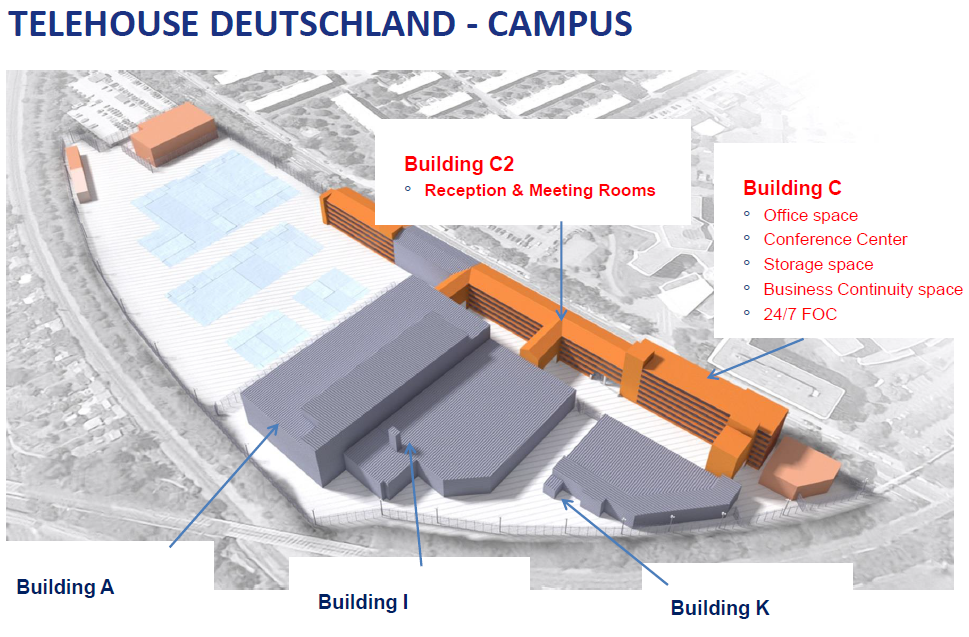 TELEHOUSE DEUTSCHLAND - CAMPUS
Building C2
° Reception & Meeting Rooms
Building C
° Office space
° Conference Center
° Storage space
° Business Continuity space
° 24/7 FOC
Building A
Building I
Building K